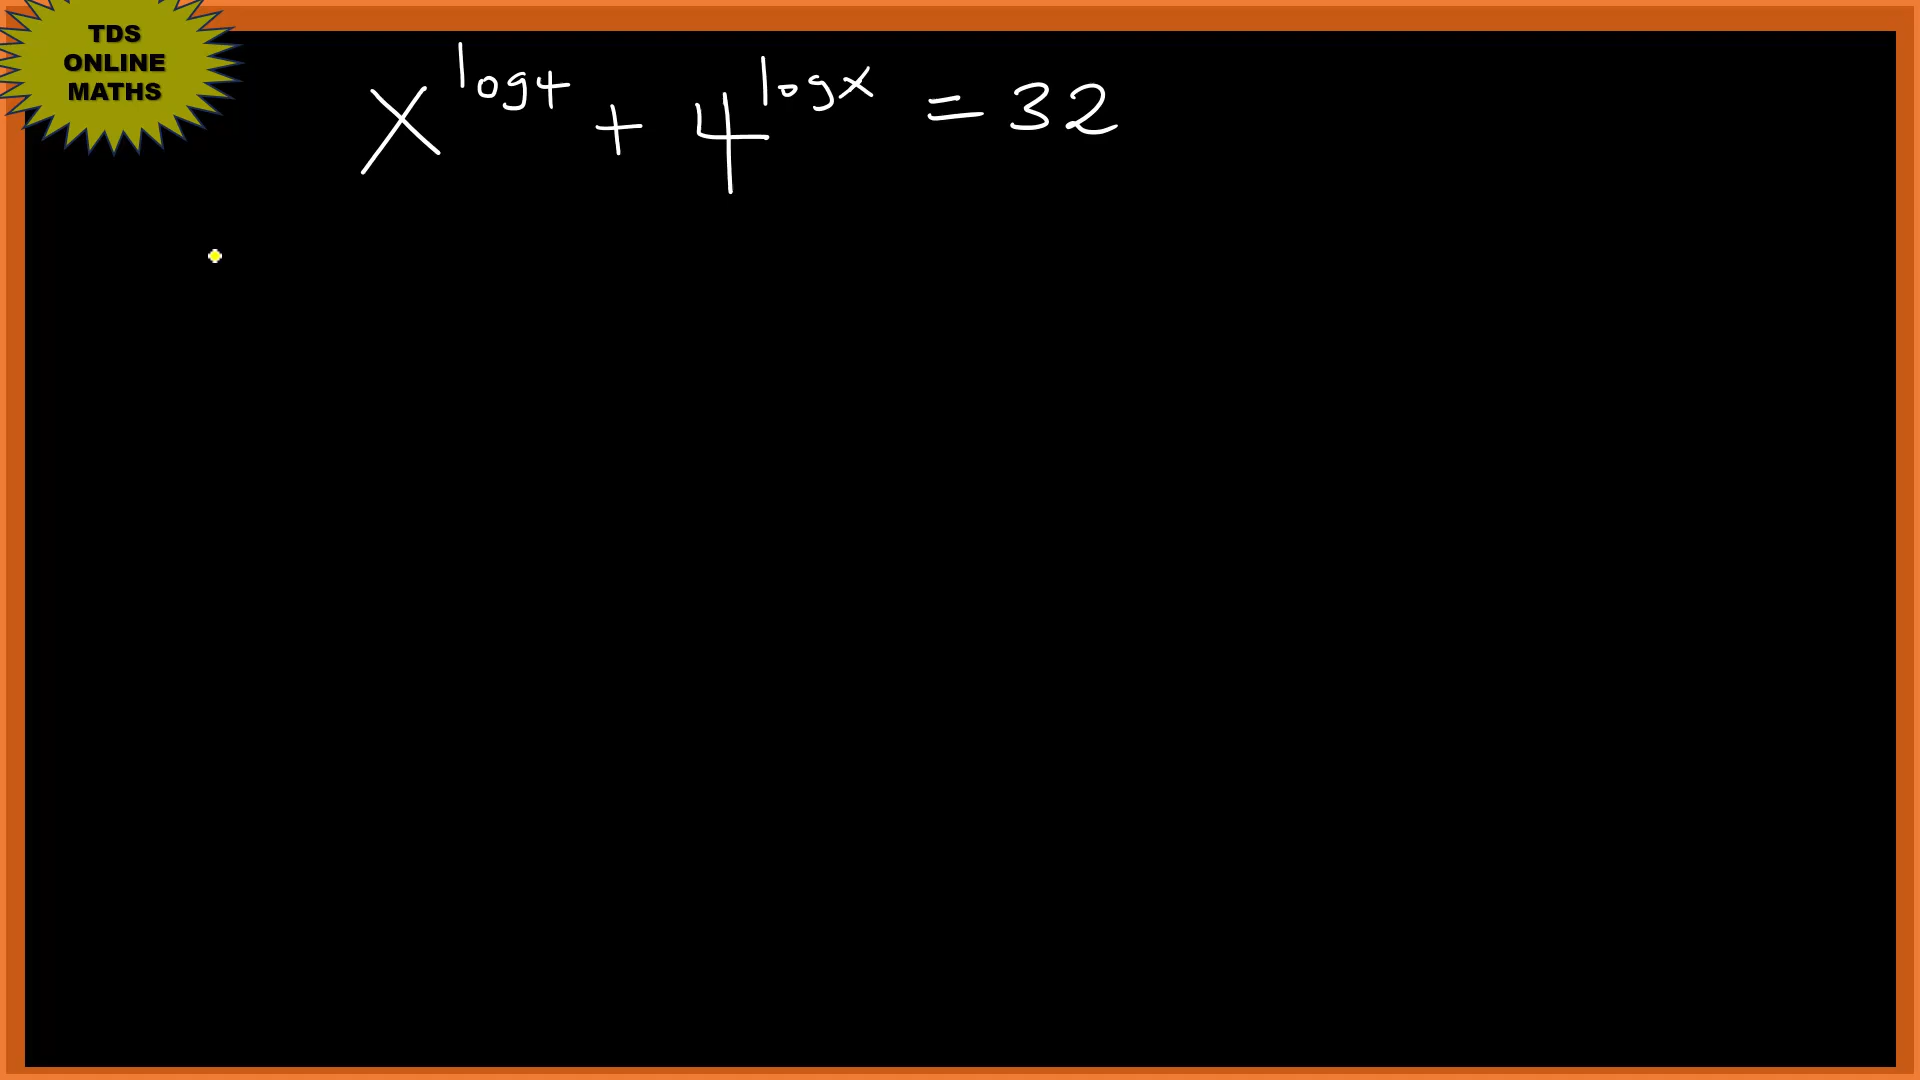 TDS
ONLINE
MATHS
x^log4 + 4^logx = 32